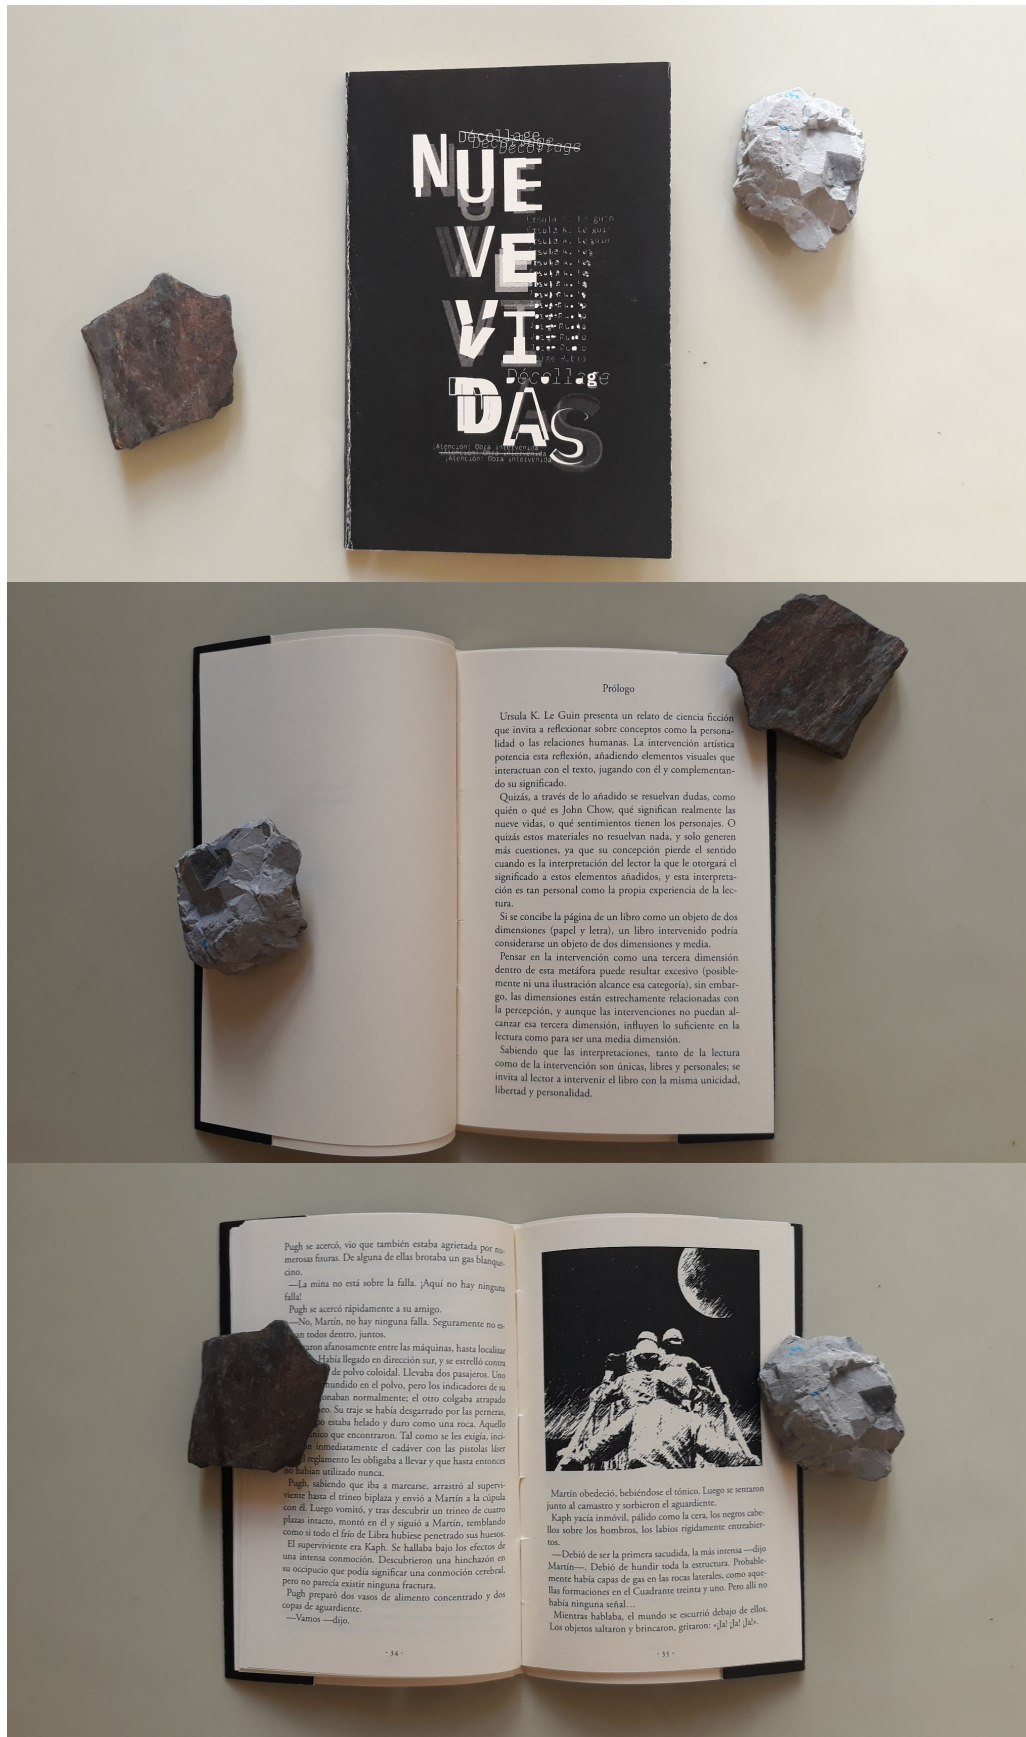 Décollage
Décollage
Décollage
NUE
VE
VI
DAS
Ursula K. Le guin
Ursula K. Le guin
Décollage
¡Atención! Obra intervenida
¡Atención! Obra intervenida
¡Atención! Obra intervenida
Prólogo
Ursula K. Le Guin presenta un relato de ciencia ficción
que invita a reflexionar sobre conceptos como la persona-
lidad o las relaciones humanas. La intervención artística
potencia esta reflexión, añadiendo elementos visuales que
interactuan con el texto, jugando con él y complementan-
do su significado.
Quizás, a través de lo añadido se resuelvan dudas, como
quién o qué es John Chow, qué significan realmente las
nueve vidas, o qué sentimientos tienen los personajes. O
quizás estos materiales no resuelvan nada, y solo generen
más cuestiones, ya que su concepción pierde el sentido
cuando es la interpretación del lector la que le otorgará el
significado a estos elementos añadidos, y esta interpreta-
ción es tan personal como la propia experiencia de la lec-
tura.
Si se concibe la página de un libro como un objeto de dos
dimensiones (papel y letra), un libro intervenido podría
considerarse un objeto de dos dimensiones y media.
Pensar en la intervención como una tercera dimensión
dentro de esta metáfora puede resultar excesivo (posible-
mente ni una ilustración alcance esa categoría), sin embar-
go, las dimensiones están estrechamente relacionadas con
la percepción, y aunque las intervenciones no puedan al-
canzar esa tercera dimensión, influyen lo suficiente en la
lectura como para ser una media dimensión.
Sabiendo que las interpretaciones, tanto de la lectura
como de la intervención son únicas, libres y personales; se
invita al lector a intervenir el libro con la misma unicidad,
libertad y personalidad.
Pugh se acercó, vio que también estaba agrietada por nu-
merosas fisuras. De alguna de ellas brotaba un gas blanque-
cino.
—La mina no está sobre la falla. ¡Aquí no hay ninguna
falla!
Pugh se acercó rápidamente a su amigo.
—No, Martín, no hay ninguna falla. Seguramente no es-
an todos dentro, juntos.
aron afanosamente entre las máquinas, hasta localizar
Había llegado en dirección sur, y se estrelló contra
de polvo coloidal. Llevaba dos pasajeros. Uno
undido en el polvo, pero los indicadores de su
onaban normalmente; el otro colgaba atrapado
eo. Su traje se había desgarrado por las perneras,
o estaba helado y duro como una roca. Aquello
nico que encontraron. Tal como se les exigía, inci-
n inmediatamente el cadáver con las pistolas láser
reglamento les obligaba a llevar y que hasta entonces
no habían utilizado nunca.
Pugh, sabiendo que iba a marearse, arrastró al supervi-
viente hasta el trineo biplaza y envió a Martín a la cúpula
con él. Luego vomitó, y tras descubrir un trineo de cuatro
plazas intacto, montó en él y siguió a Martín, temblando
como si todo el frío de Libra hubiese penetrado sus huesos.
El superviviente era Kaph. Se hallaba bajo los efectos de
una intensa conmoción. Descubrieron una hinchazón en
su occipucio que podía significar una conmoción cerebral,
pero no parecía existir ninguna fractura.
Pugh preparó dos vasos de alimento concentrado y dos
copas de aguardiente.
—Vamos —dijo.
- 34 -
Martín obedeció, bebiéndose el tónico. Luego se sentaron
junto al camastro y sorbieron el aguardiente.
Kaph yacía inmóvil, pálido como la cera, los negros cabe-
llos sobre los hombros, los labios rígidamente entreabier-
tos.
—Debió de ser la primera sacudida, la más intensa —dijo
Martín—. Debió de hundir toda la estructura. Probable-
mente había capas de gas en las rocas laterales, como aque-
llas formaciones en el Cuadrante treinta y uno. Pero allí no
había ninguna señal…
Mientras hablaba, el mundo se escurrió debajo de ellos.
Los objetos saltaron y brincaron, gritaron: «¡Ja! ¡Ja! ¡Ja!».
- 35 -